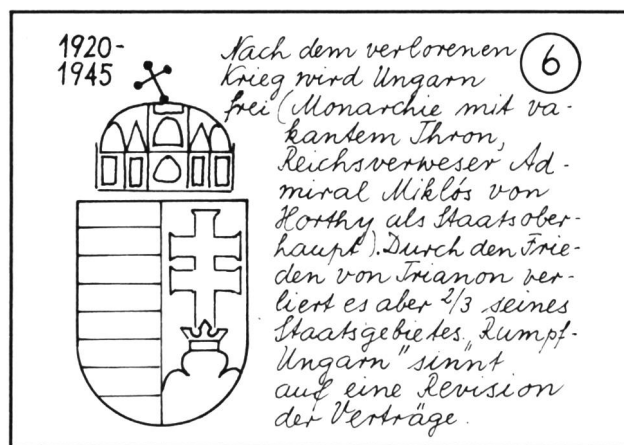 1920-
1945
Nach dem verlorenen
Krieg wird Ungarn
frei (Monarchie mit va-
kantem Thron,
Reichsverweser Ad-
miral Miklós von
Horthy als Staatsober-
haupt). Durch den Frie-
den von Trianon ver-
liert es aber 2/3 seines
Staatsgebietes. „Rumpf-
Ungarn" sinnt
auf eine Revision
der Verträge.
6